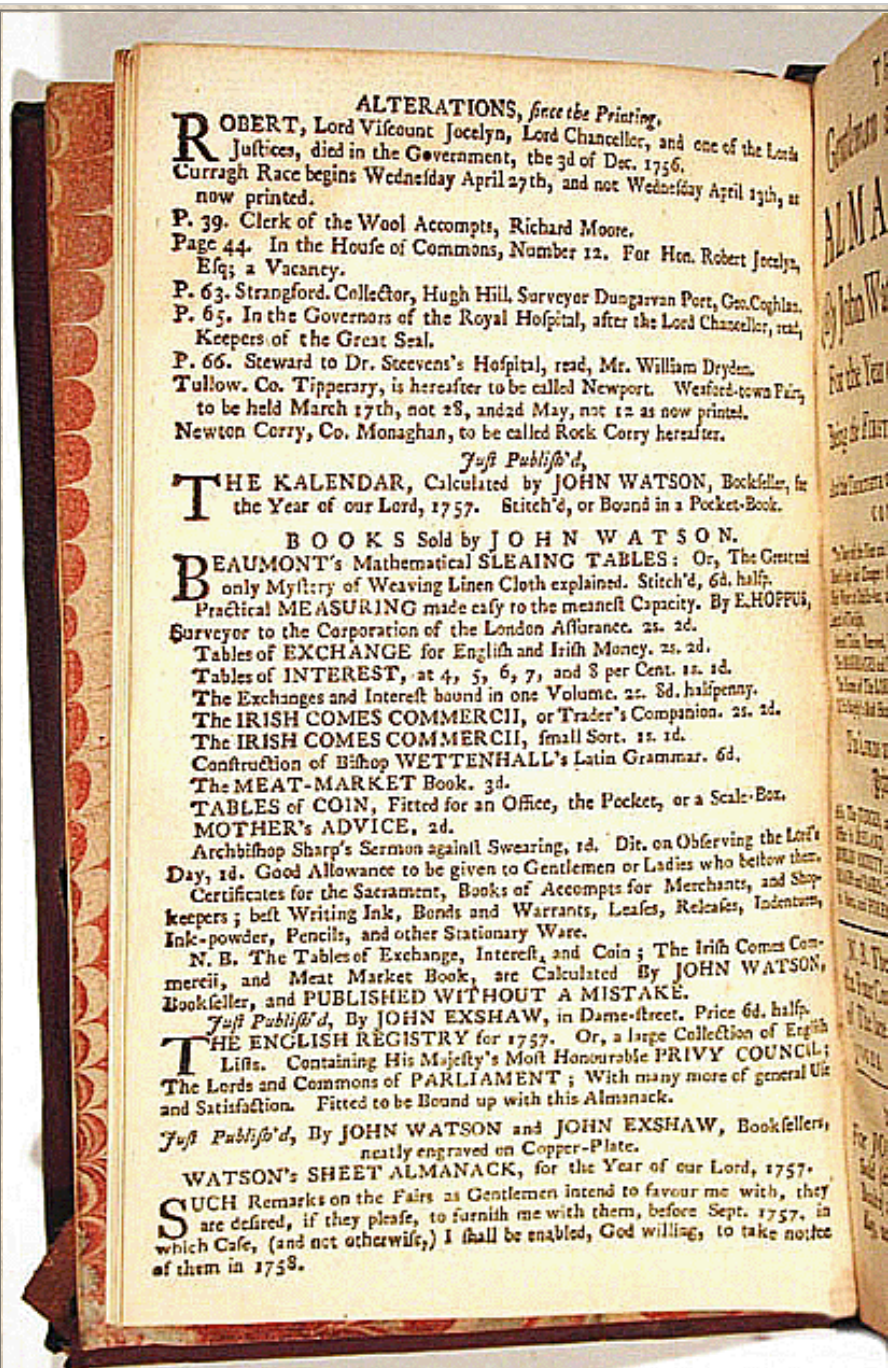 ALTERATIONS, ſince the Printing,
ROBERT, Lord Viſcount Jocelyn, Lord Chancellor, and one of the Lords
Juſtices, died in the Government, the 3d of Dec. 1756.
Curragh Race begins Wedneſday April 27th, and not Wedneſday April 13th, as
now printed.
P. 39. Clerk of the Wool Accompts, Richard Moore.
Page 44. In the Houſe of Commons, Number 12. For Hon. Robert Jocelyn,
Eſq; a Vacancy.
P. 63. Strangford. Collector, Hugh Hill. Surveyor Dungarvan Port, Geo. Coghlan.
P. 65. In the Governors of the Royal Hoſpital, after the Lord Chancellor, read,
Keepers of the Great Seal.
P. 66. Steward to Dr. Steevens's Hoſpital, read, Mr. William Dryden.
Tullow. Co. Tipperary, is hereafter to be called Newport. Wexford-town Fairs,
to be held March 17th, not 28, and 2d May, not 12 as now printed.
Newton Corry, Co. Monaghan, to be called Rock Corry hereafter.
Juſt Publiſh'd,
THE KALENDAR, Calculated by JOHN WATSON, Bookſeller, for
the Year of our Lord, 1757. Stitch'd, or Bound in a Pocket-Book.
BOOKS Sold by JOHN WATSON.
BEAUMONT's Mathematical SLEAING TABLES: Or, The Great and
only Myſtery of Weaving Linen Cloth explained. Stitch'd, 6d. halfp.
Practical MEASURING made eaſy to the meaneſt Capacity. By E. HOPPUS,
Surveyor to the Corporation of the London Aſſurance. 2s. 2d.
Tables of EXCHANGE for Engliſh and Iriſh Money. 2s. 2d.
Tables of INTEREST, at 4, 5, 6, 7, and 8 per Cent. 1s. 1d.
The Exchanges and Intereſt bound in one Volume. 2s. 8d. halfpenny.
The IRISH COMES COMMERCII, or Trader's Companion. 2s. 2d.
The IRISH COMES COMMERCII, ſmall Sort. 1s. 1d.
Conſtruction of Biſhop WETTENHALL's Latin Grammar. 6d.
The MEAT-MARKET Book. 3d.
TABLES of COIN, Fitted for an Office, the Pocket, or a Scale-Box.
MOTHER's ADVICE. 2d.
Archbiſhop Sharp's Sermon againſt Swearing, 1d. Dit. on Obſerving the Lord's
Day, 1d. Good Allowance to be given to Gentlemen or Ladies who beſtow them.
Certificates for the Sacrament, Books of Accompts for Merchants, and Shop-
keepers; beſt Writing Ink, Bonds and Warrants, Leaſes, Releaſes, Indentures,
Ink-powder, Pencils, and other Stationary Ware.
N. B. The Tables of Exchange, Intereſt, and Coin; The Iriſh Comes Com-
mercii, and Meat Market Book, are Calculated By JOHN WATSON,
Bookſeller, and PUBLISHED WITHOUT A MISTAKE.
Juſt Publiſh'd, By JOHN EXSHAW, in Dame-ſtreet. Price 6d. halfp.
THE ENGLISH REGISTRY for 1757. Or, a large Collection of Engliſh
Liſts. Containing His Majeſty's Moſt Honourable PRIVY COUNCIL;
The Lords and Commons of PARLIAMENT; With many more of general Uſe
and Satisfaction. Fitted to be Bound up with this Almanack.
Juſt Publiſh'd, By JOHN WATSON and JOHN EXSHAW, Bookſellers,
neatly engraved on Copper-Plate.
WATSON's SHEET ALMANACK, for the Year of our Lord, 1757.
SUCH Remarks on the Fairs as Gentlemen intend to favour me with, they
are deſired, if they pleaſe, to furniſh me with them, before Sept. 1757, in
which Caſe, (and not otherwiſe,) I ſhall be enabled, God willing, to take notice
of them in 1758.
Gentleman
ALMA
By John Wat
For the Year
Being the FIRST
N. B. The